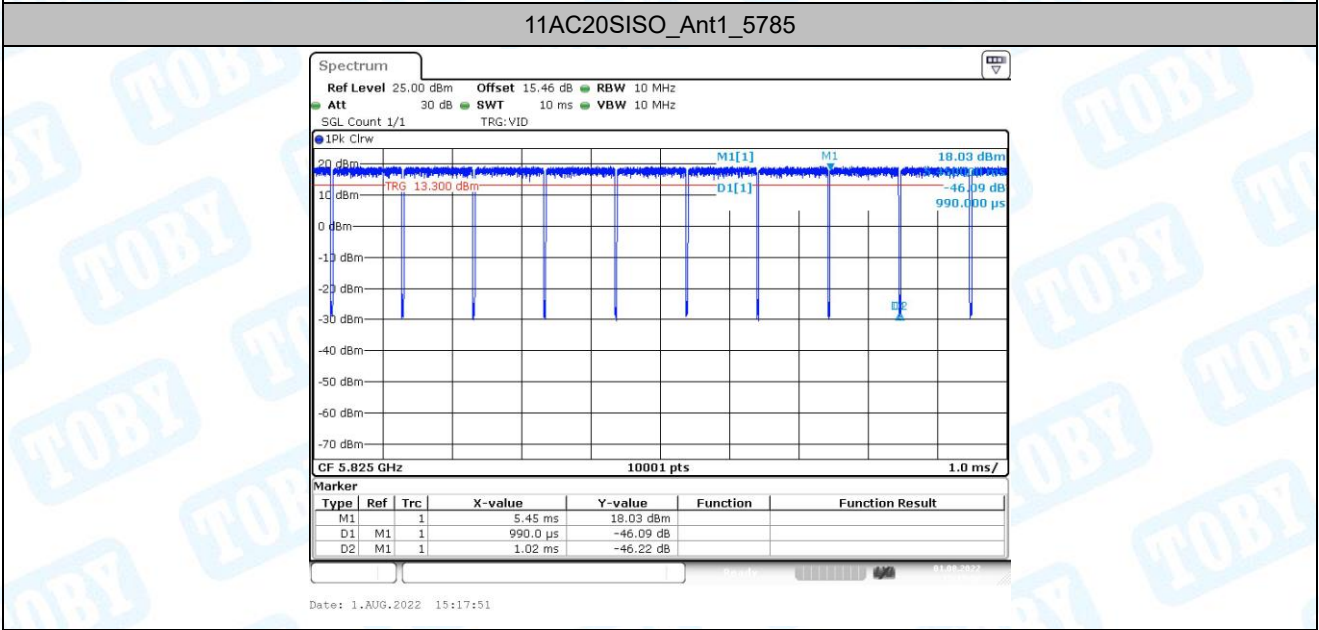 11AC20SISO_Ant1_5785
Spectrum
Ref Level 25.00 dBm Offset 15.46 dB RBW 10 MHz
Att 30 dB SWT 10 ms VBW 10 MHz
SGL Count 1/1 TRG:VID
1Pk Clrw
M1[1] M1 18.03 dBm
20 dBm
TRG 13.300 dBm
D1[1] -46.09 dB
10 dBm
990.000 µs
0 dBm
-10 dBm
-20 dBm
D2
-30 dBm
-40 dBm
-50 dBm
-60 dBm
-70 dBm
CF 5.825 GHz 10001 pts 1.0 ms/
Marker
Type Ref Trc X-value Y-value Function Function Result
M1 1 5.45 ms 18.03 dBm
D1 M1 1 990.0 µs -46.09 dB
D2 M1 1 1.02 ms -46.22 dB
Date: 1.AUG.2022 15:17:51
TOBY